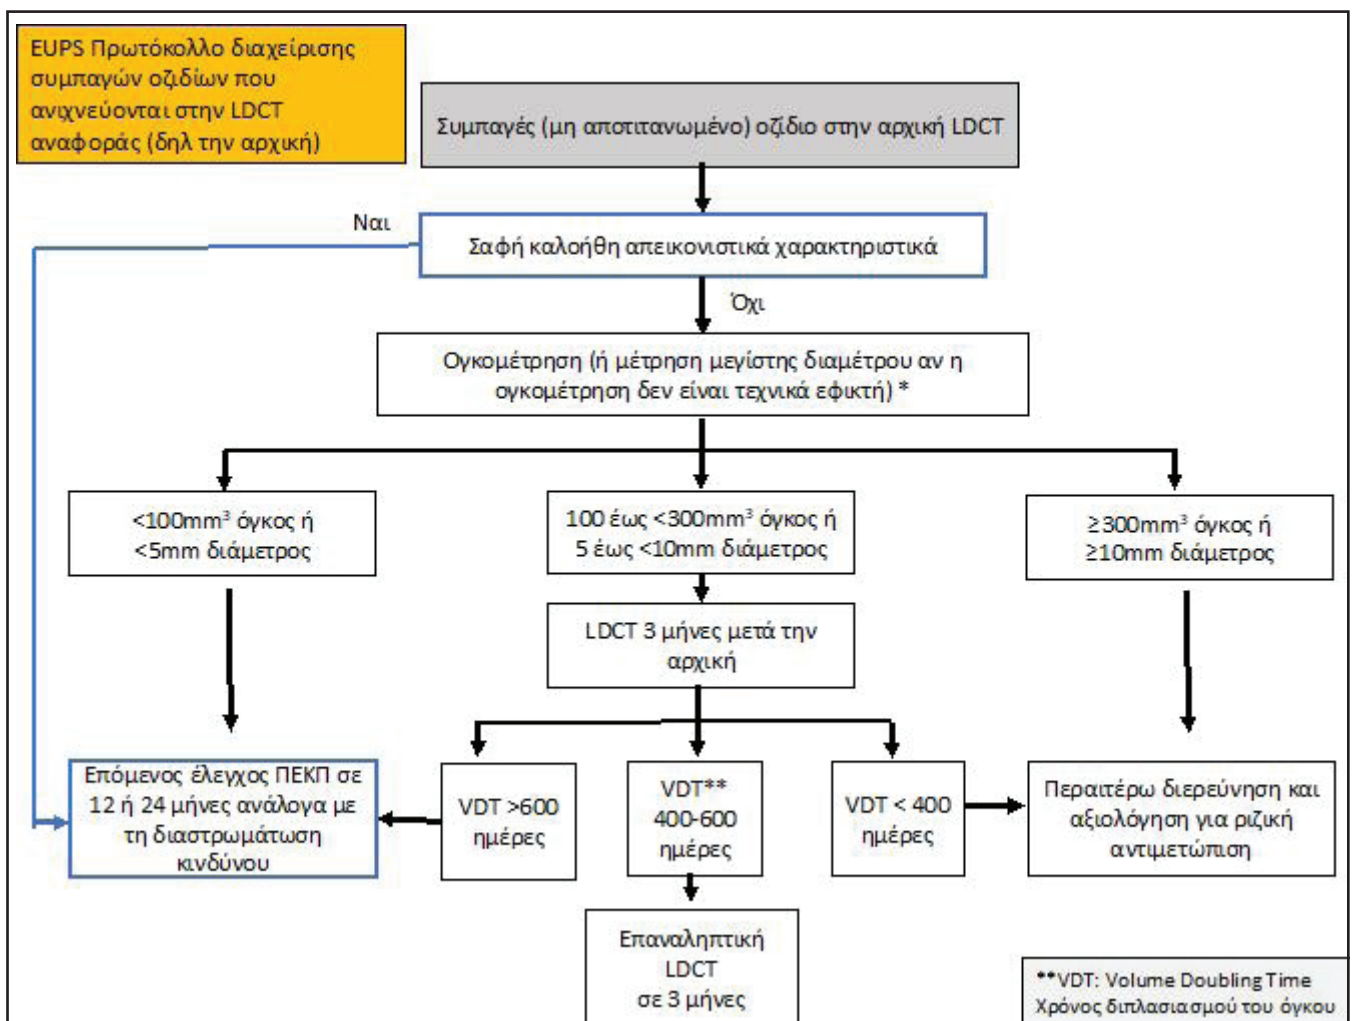 EUPS Πρωτόκολλο διαχείρισης
συμπαγών οζιδίων που
ανιχνεύονται στην LDCT
αναφοράς (δηλ την αρχική)
Συμπαγές (μη αποτιτανωμένο) οζίδιο στην αρχική LDCT
Ναι
Σαφή καλοήθη απεικονιστικά χαρακτηριστικά
Όχι
Ογκομέτρηση (ή μέτρηση μεγίστης διαμέτρου αν η
ογκομέτρηση δεν είναι τεχνικά εφικτή) *
<100mm³ όγκος ή
<5mm διάμετρος
100 έως <300mm³ όγκος ή
5 έως <10mm διάμετρος
≥300mm³ όγκος ή
≥10mm διάμετρος
LDCT 3 μήνες μετά την
αρχική
Επόμενος έλεγχος ΠΕΚΠ σε
12 ή 24 μήνες ανάλογα με
τη διαστρωμάτωση
κινδύνου
VDT >600
ημέρες
VDT**
400-600
ημέρες
VDT < 400
ημέρες
Περαιτέρω διερεύνηση και
αξιολόγηση για ριζική
αντιμετώπιση
Επαναληπτική
LDCT
σε 3 μήνες
**VDT: Volume Doubling Time
Χρόνος διπλασιασμού του όγκου